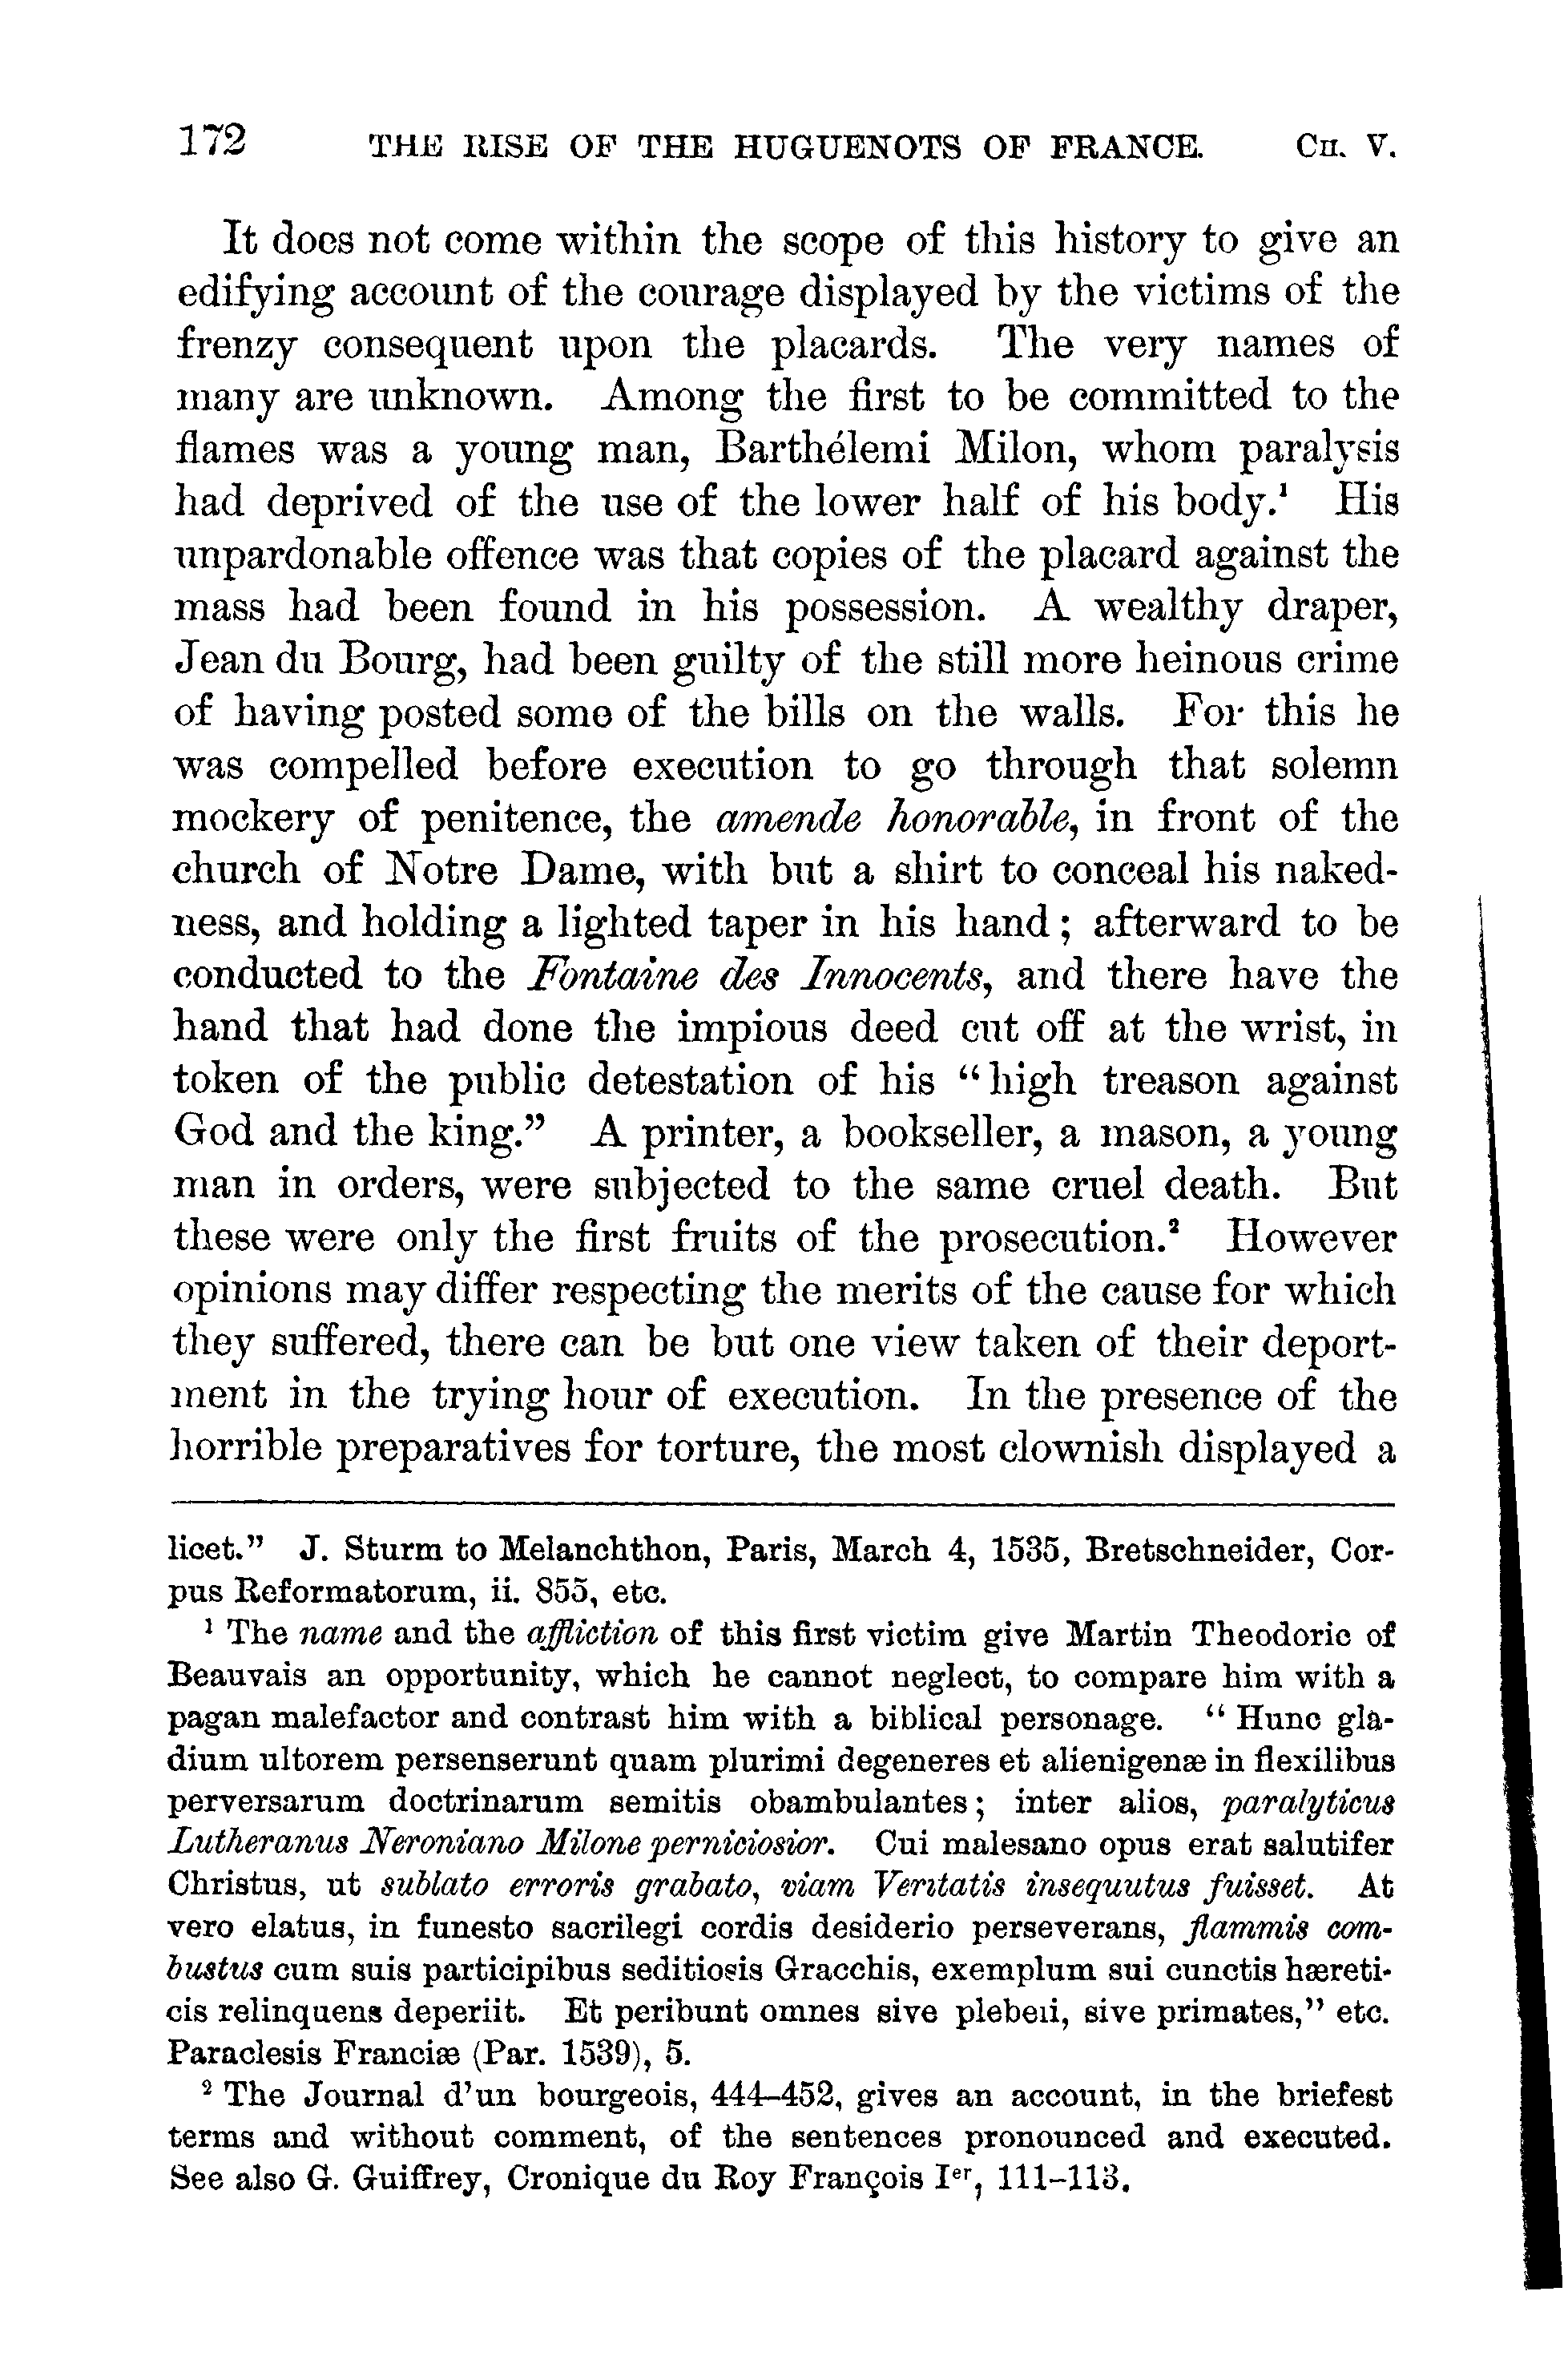 172 THE RISE OF THE HUGUENOTS OF FRANCE. CH. V.
It does not come within the scope of this history to give an
edifying account of the courage displayed by the victims of the
frenzy consequent upon the placards. The very names of
many are unknown. Among the first to be committed to the
flames was a young man, Barthélemi Milon, whom paralysis
had deprived of the use of the lower half of his body.¹ His
unpardonable offence was that copies of the placard against the
mass had been found in his possession. A wealthy draper,
Jean du Bourg, had been guilty of the still more heinous crime
of having posted some of the bills on the walls. For this he
was compelled before execution to go through that solemn
mockery of penitence, the amende honorable, in front of the
church of Notre Dame, with but a shirt to conceal his naked-
ness, and holding a lighted taper in his hand; afterward to be
conducted to the Fontaine des Innocents, and there have the
hand that had done the impious deed cut off at the wrist, in
token of the public detestation of his "high treason against
God and the king." A printer, a bookseller, a mason, a young
man in orders, were subjected to the same cruel death. But
these were only the first fruits of the prosecution.² However
opinions may differ respecting the merits of the cause for which
they suffered, there can be but one view taken of their deport-
ment in the trying hour of execution. In the presence of the
horrible preparatives for torture, the most clownish displayed a
licet." J. Sturm to Melanchthon, Paris, March 4, 1535, Bretschneider, Cor-
pus Reformatorum, ii. 855, etc.
¹ The name and the affliction of this first victim give Martin Theodoric of
Beauvais an opportunity, which he cannot neglect, to compare him with a
pagan malefactor and contrast him with a biblical personage. "Hunc gla-
dium ultorem persenserunt quam plurimi degeneres et alienigenæ in flexilibus
perversarum doctrinarum semitis obambulantes; inter alios, paralyticus
Lutheranus Neroniano Milone perniciosior. Cui malesano opus erat salutifer
Christus, ut sublato erroris grabato, viam Veritatis insequutus fuisset. At
vero elatus, in funesto sacrilegi cordis desiderio perseverans, flammis com-
bustus cum suis participibus seditiosis Gracchis, exemplum sui cunctis hæreti-
cis relinquens deperiit. Et peribunt omnes sive plebeii, sive primates," etc.
Paraclesis Franciæ (Par. 1539), 5.
² The Journal d'un bourgeois, 444–452, gives an account, in the briefest
terms and without comment, of the sentences pronounced and executed.
See also G. Guiffrey, Cronique du Roy François Iᵉʳ, 111–113.